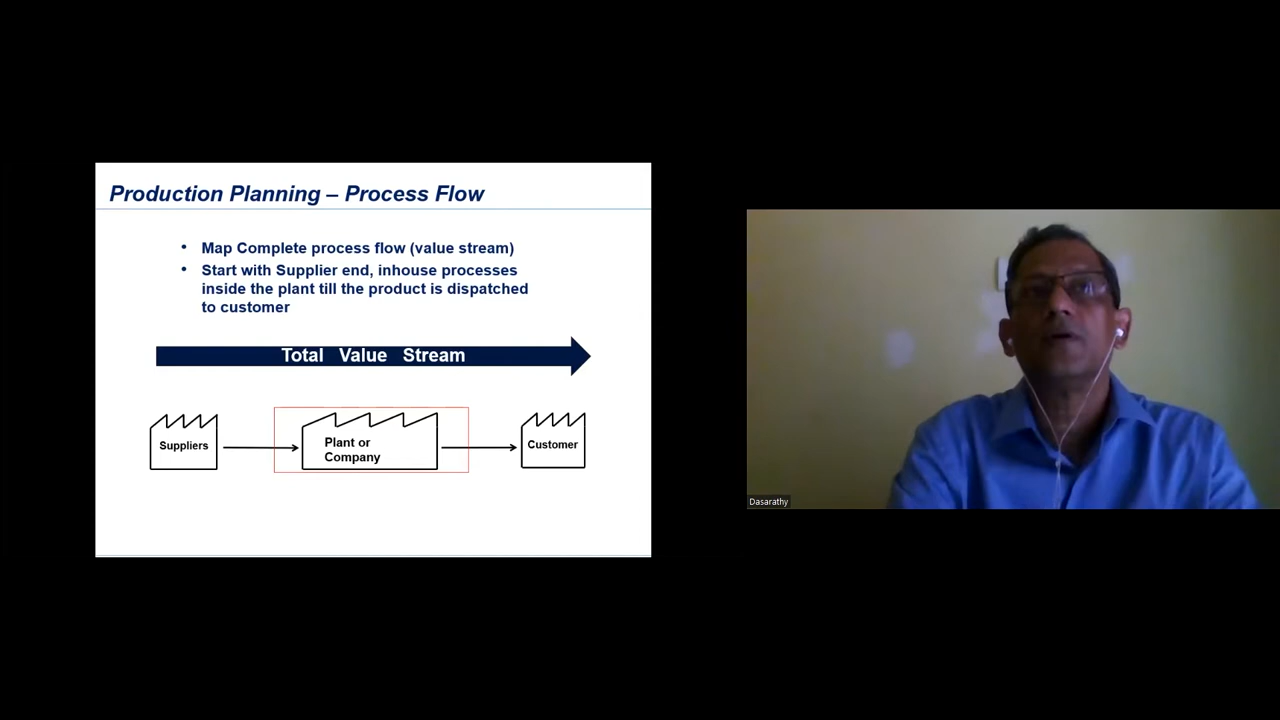 Production Planning – Process Flow
• Map Complete process flow (value stream)
• Start with Supplier end, inhouse processes
inside the plant till the product is dispatched
to customer
Total Value Stream
Suppliers
Plant or
Company
Customer
Dasarathy